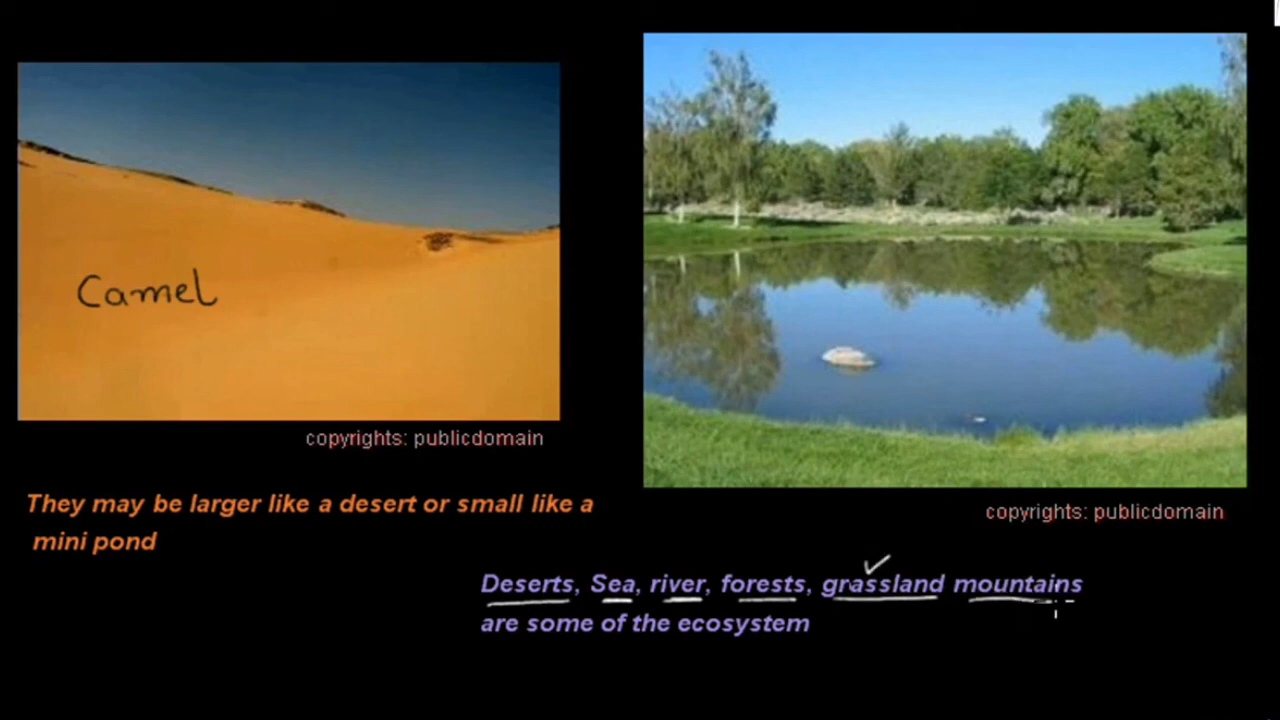 Camel
copyrights: publicdomain
copyrights: publicdomain
They may be larger like a desert or small like a
mini pond
Deserts, Sea, river, forests, grassland mountains
are some of the ecosystem